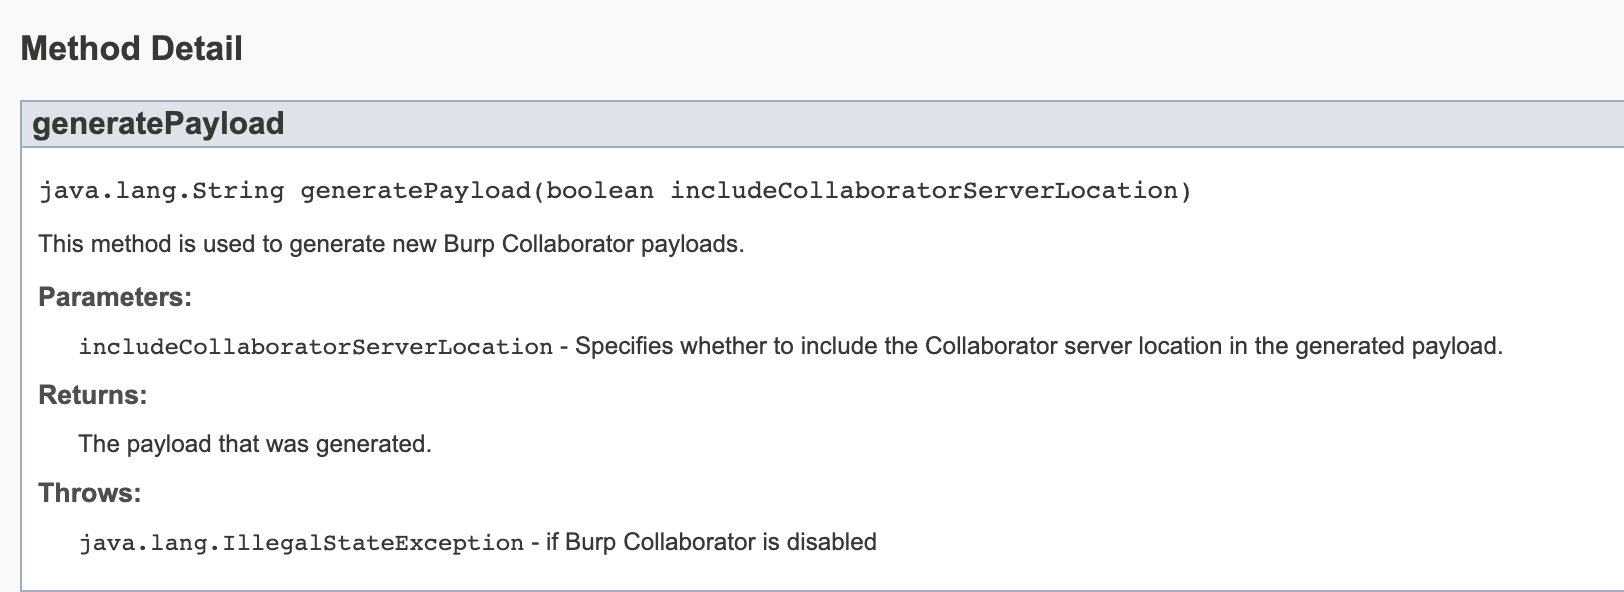 Method Detail
generatePayload
java.lang.String generatePayload(boolean includeCollaboratorServerLocation)
This method is used to generate new Burp Collaborator payloads.
Parameters:
includeCollaboratorServerLocation - Specifies whether to include the Collaborator server location in the generated payload.
Returns:
The payload that was generated.
Throws:
java.lang.IllegalStateException - if Burp Collaborator is disabled